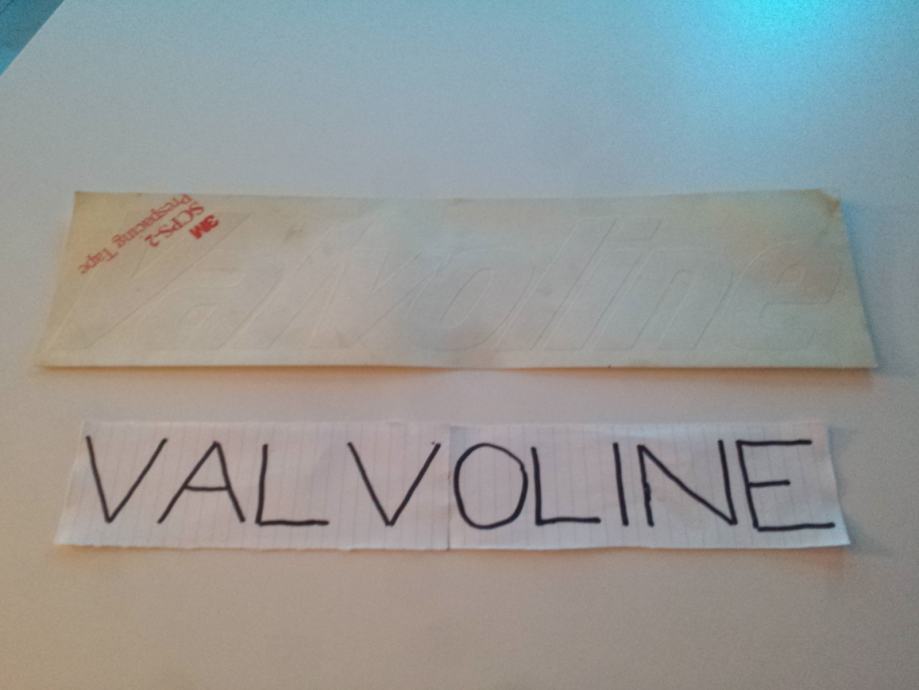 3M
SCPS-2
Prespacing Tape
Valvoline
VALVOLINE